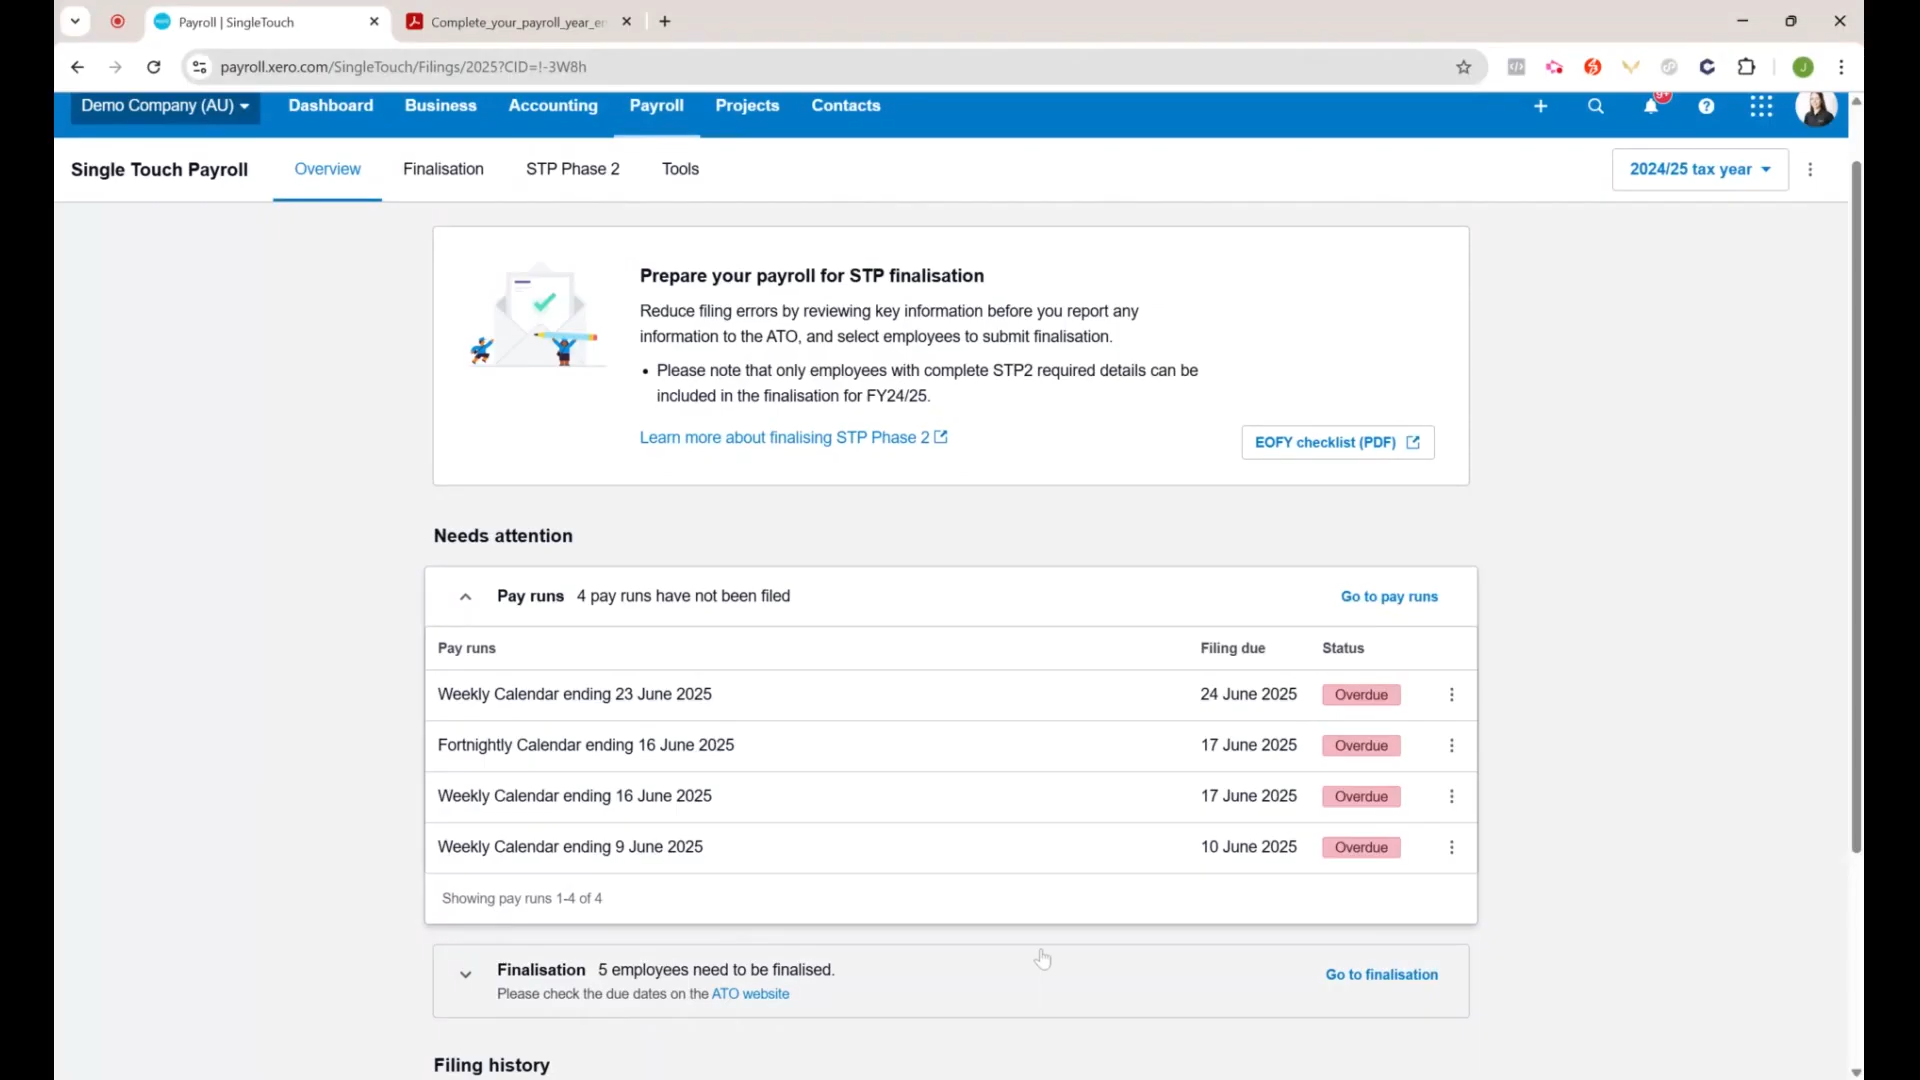 Payroll | SingleTouch
Complete_your_payroll_year_en
payroll.xero.com/SingleTouch/Filings/2025?CID=!-3W8h
J
Demo Company (AU)
Dashboard
Business
Accounting
Payroll
Projects
Contacts
9+
Single Touch Payroll
Overview
Finalisation
STP Phase 2
Tools
2024/25 tax year
Prepare your payroll for STP finalisation
Reduce filing errors by reviewing key information before you report any
information to the ATO, and select employees to submit finalisation.
• Please note that only employees with complete STP2 required details can be
included in the finalisation for FY24/25.
Learn more about finalising STP Phase 2
EOFY checklist (PDF)
Needs attention
Pay runs 4 pay runs have not been filed
Go to pay runs
Pay runs Filing due Status
Weekly Calendar ending 23 June 2025 24 June 2025 Overdue
Fortnightly Calendar ending 16 June 2025 17 June 2025 Overdue
Weekly Calendar ending 16 June 2025 17 June 2025 Overdue
Weekly Calendar ending 9 June 2025 10 June 2025 Overdue
Showing pay runs 1-4 of 4
Finalisation 5 employees need to be finalised.
Please check the due dates on the ATO website
Go to finalisation
Filing history